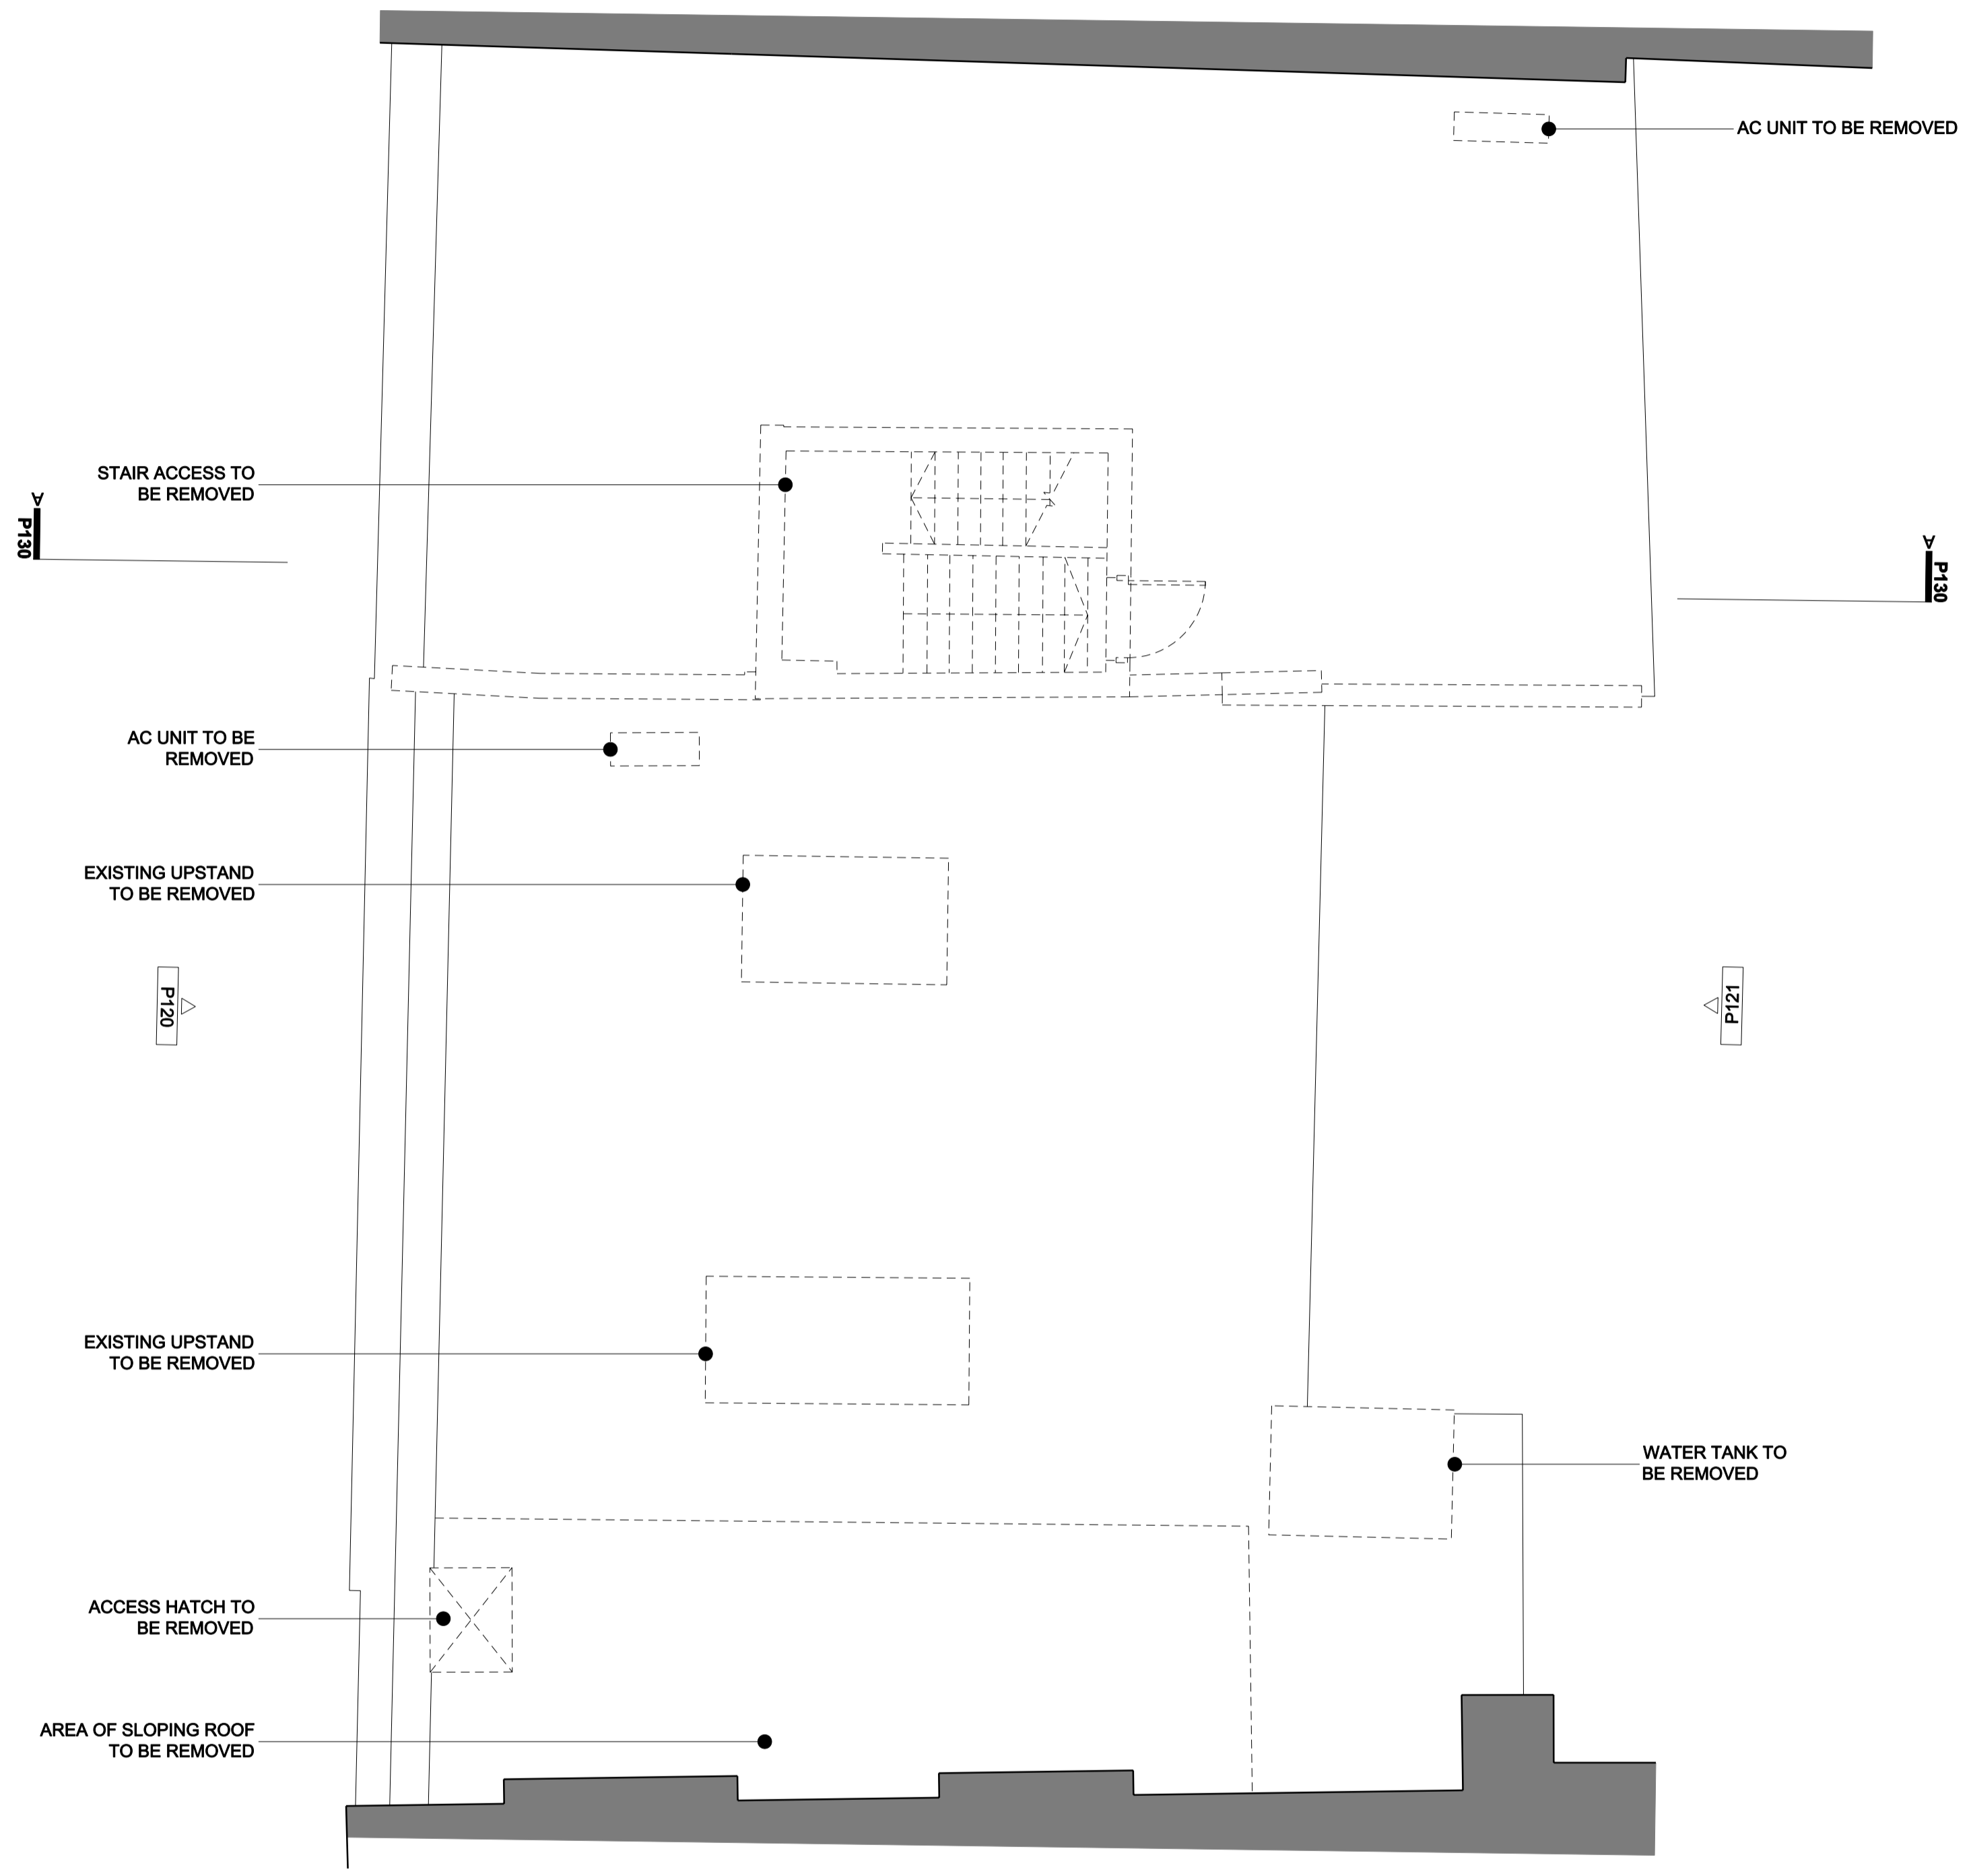 AC UNIT TO BE REMOVED
STAIR ACCESS TO
BE REMOVED
A
P130
A
P130
AC UNIT TO BE
REMOVED
EXISTING UPSTAND
TO BE REMOVED
P120
P121
EXISTING UPSTAND
TO BE REMOVED
WATER TANK TO
BE REMOVED
ACCESS HATCH TO
BE REMOVED
AREA OF SLOPING ROOF
TO BE REMOVED